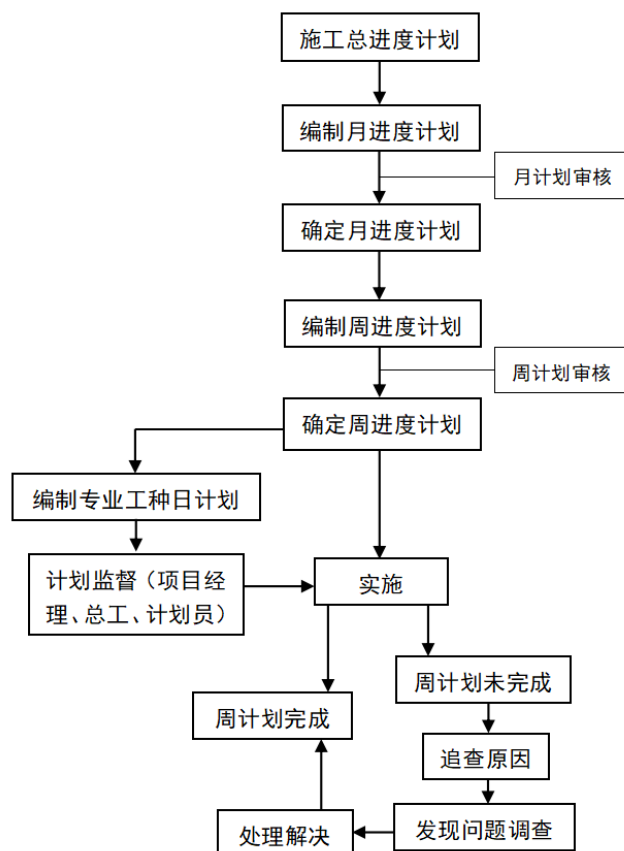 施工总进度计划
编制月进度计划
月计划审核
确定月进度计划
编制周进度计划
周计划审核
确定周进度计划
编制专业工种日计划
计划监督（项目经
理、总工、计划员）
实施
周计划未完成
周计划完成
追查原因
发现问题调查
处理解决